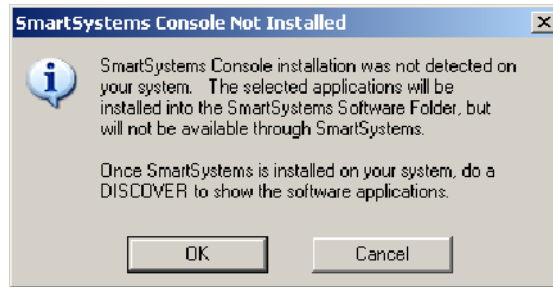 SmartSystems Console Not Installed
SmartSystems Console installation was not detected on
your system. The selected applications will be
installed into the SmartSystems Software Folder, but
will not be available through SmartSystems.
Once SmartSystems is installed on your system, do a
DISCOVER to show the software applications.
OK Cancel